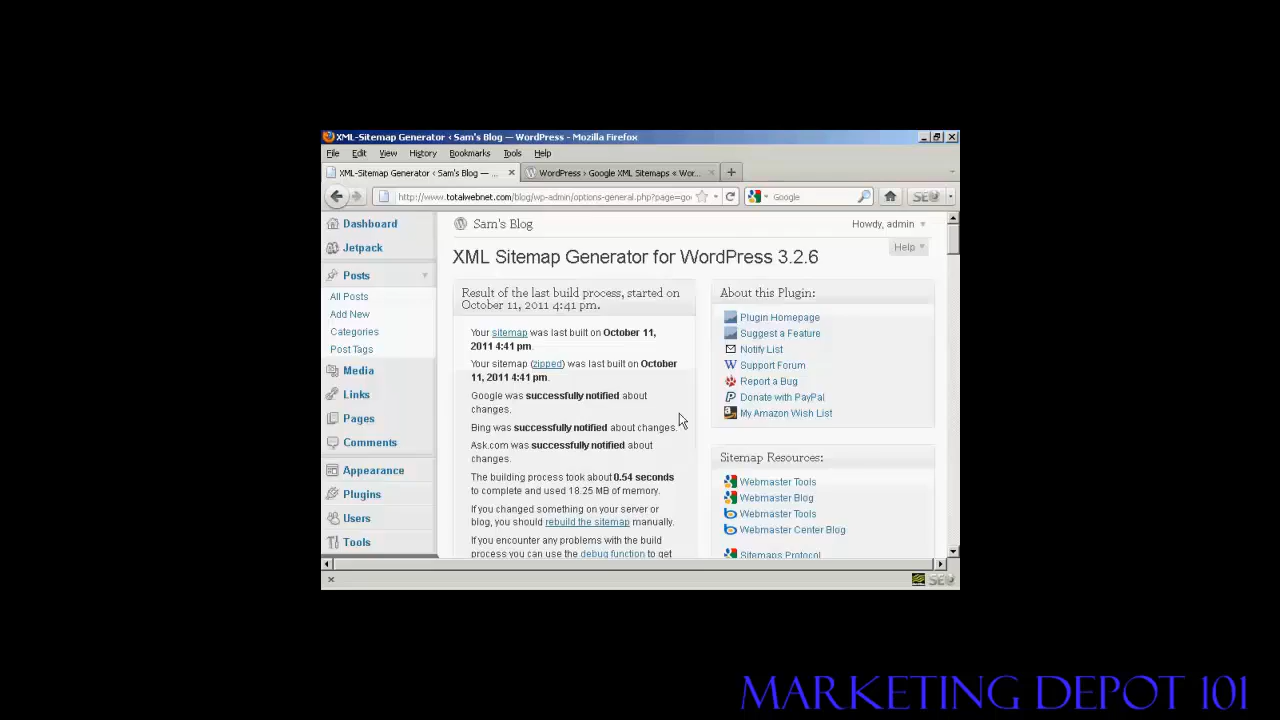 XML-Sitemap Generator ‹ Sam's Blog — WordPress - Mozilla Firefox
File Edit View History Bookmarks Tools Help
XML-Sitemap Generator ‹ Sam's Blog — ...
WordPress › Google XML Sitemaps « Wor...
http://www.totalwebnet.com/blog/wp-admin/options-general.php?page=go
Google
SEO
Dashboard
Jetpack
Posts
All Posts
Add New
Categories
Post Tags
Media
Links
Pages
Comments
Appearance
Plugins
Users
Tools
Sam's Blog
Howdy, admin
Help
XML Sitemap Generator for WordPress 3.2.6
Result of the last build process, started on
October 11, 2011 4:41 pm.
Your sitemap was last built on October 11,
2011 4:41 pm.
Your sitemap (zipped) was last built on October
11, 2011 4:41 pm.
Google was successfully notified about
changes.
Bing was successfully notified about changes.
Ask.com was successfully notified about
changes.
The building process took about 0.54 seconds
to complete and used 18.25 MB of memory.
If you changed something on your server or
blog, you should rebuild the sitemap manually.
If you encounter any problems with the build
process you can use the debug function to get
About this Plugin:
Plugin Homepage
Suggest a Feature
Notify List
Support Forum
Report a Bug
Donate with PayPal
My Amazon Wish List
Sitemap Resources:
Webmaster Tools
Webmaster Blog
Webmaster Tools
Webmaster Center Blog
Sitemaps Protocol
SEO
MARKETING DEPOT 101